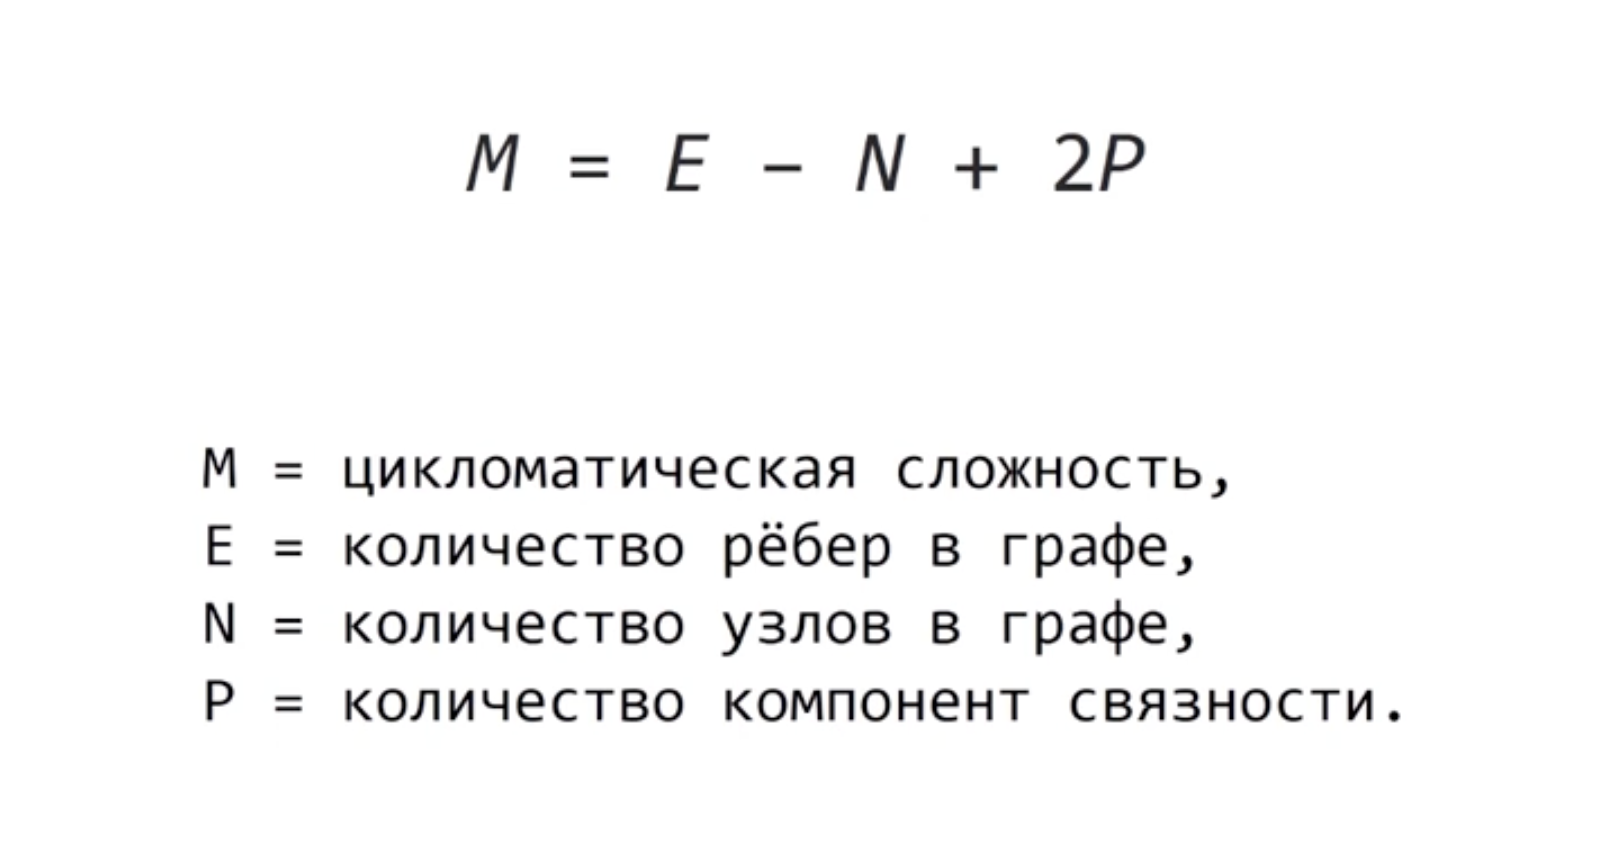 M = E − N + 2P
M = цикломатическая сложность,
E = количество рёбер в графе,
N = количество узлов в графе,
P = количество компонент связности.